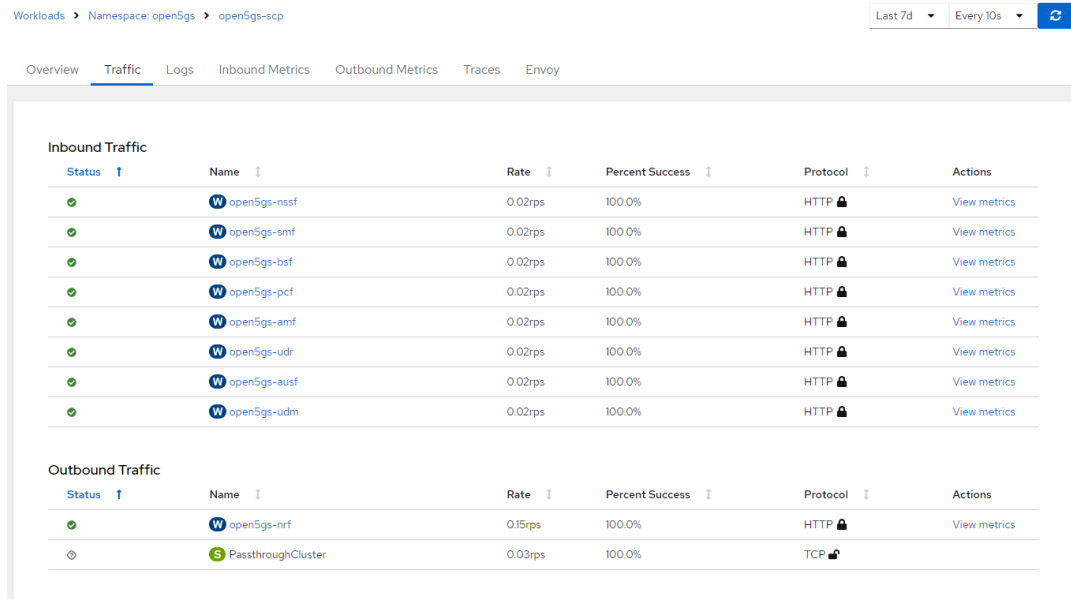 Workloads > Namespace: open5gs > open5gs-scp
Last 7d Every 10s
Overview Traffic Logs Inbound Metrics Outbound Metrics Traces Envoy
Inbound Traffic
Status Name Rate Percent Success Protocol Actions
W open5gs-nssf 0.02rps 100.0% HTTP View metrics
W open5gs-smf 0.02rps 100.0% HTTP View metrics
W open5gs-bsf 0.02rps 100.0% HTTP View metrics
W open5gs-pcf 0.02rps 100.0% HTTP View metrics
W open5gs-amf 0.02rps 100.0% HTTP View metrics
W open5gs-udr 0.02rps 100.0% HTTP View metrics
W open5gs-ausf 0.02rps 100.0% HTTP View metrics
W open5gs-udm 0.02rps 100.0% HTTP View metrics
Outbound Traffic
Status Name Rate Percent Success Protocol Actions
W open5gs-nrf 0.15rps 100.0% HTTP View metrics
S PassthroughCluster 0.03rps 100.0% TCP